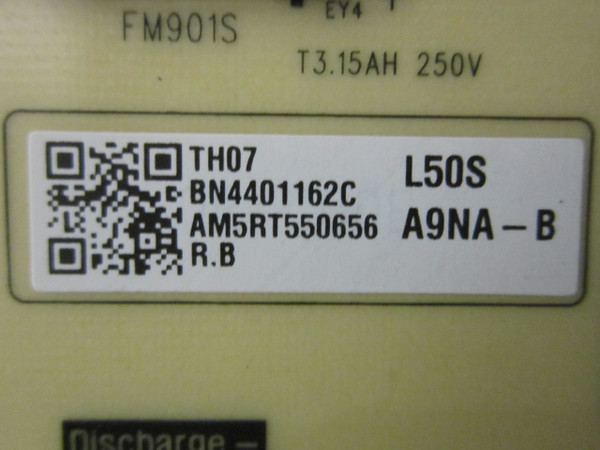 EY4
FM901S
T3.15AH 250V
TH07
BN4401162C
AM5RT550656
R.B
L50S
A9NA-B
Discharge -